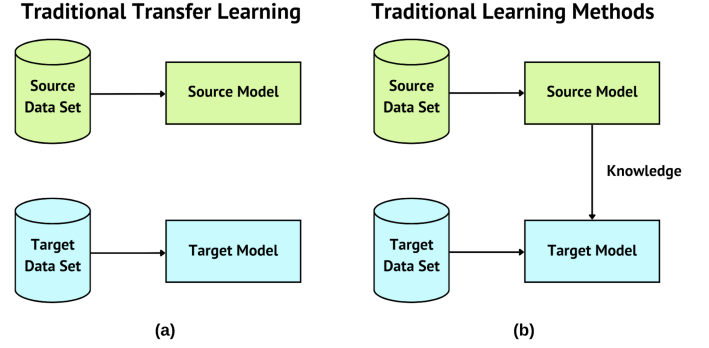 Traditional Transfer Learning
Source
Data Set
Source Model
Target
Data Set
Target Model
(a)
Traditional Learning Methods
Source
Data Set
Source Model
Knowledge
Target
Data Set
Target Model
(b)